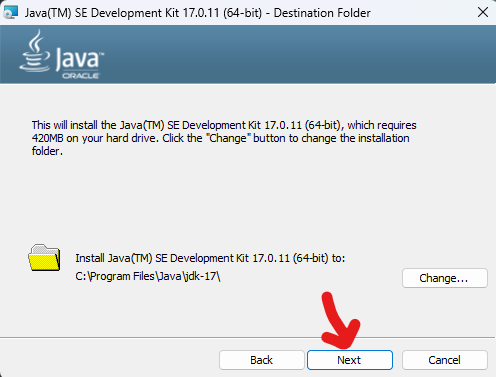 Java(TM) SE Development Kit 17.0.11 (64-bit) - Destination Folder
Java™
ORACLE
This will install the Java(TM) SE Development Kit 17.0.11 (64-bit), which requires
420MB on your hard drive. Click the "Change" button to change the installation
folder.
Install Java(TM) SE Development Kit 17.0.11 (64-bit) to:
C:\Program Files\Java\jdk-17\
Change...
Back
Next
Cancel